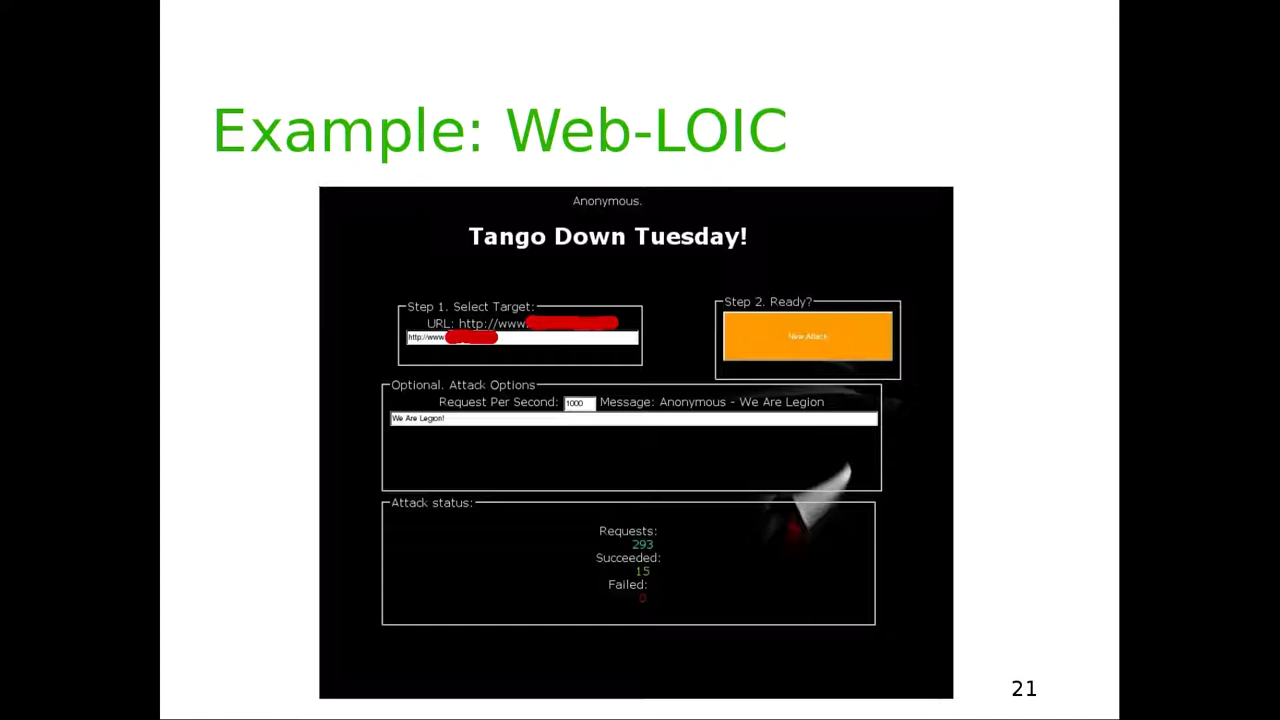 Example: Web-LOIC
Anonymous.
Tango Down Tuesday!
Step 1. Select Target:
URL: http://www.
http://www.
Step 2. Ready?
New Attack
Optional. Attack Options
Request Per Second: 1000 Message: Anonymous - We Are Legion
We Are Legion!
Attack status:
Requests:
293
Succeeded:
15
Failed:
0
21